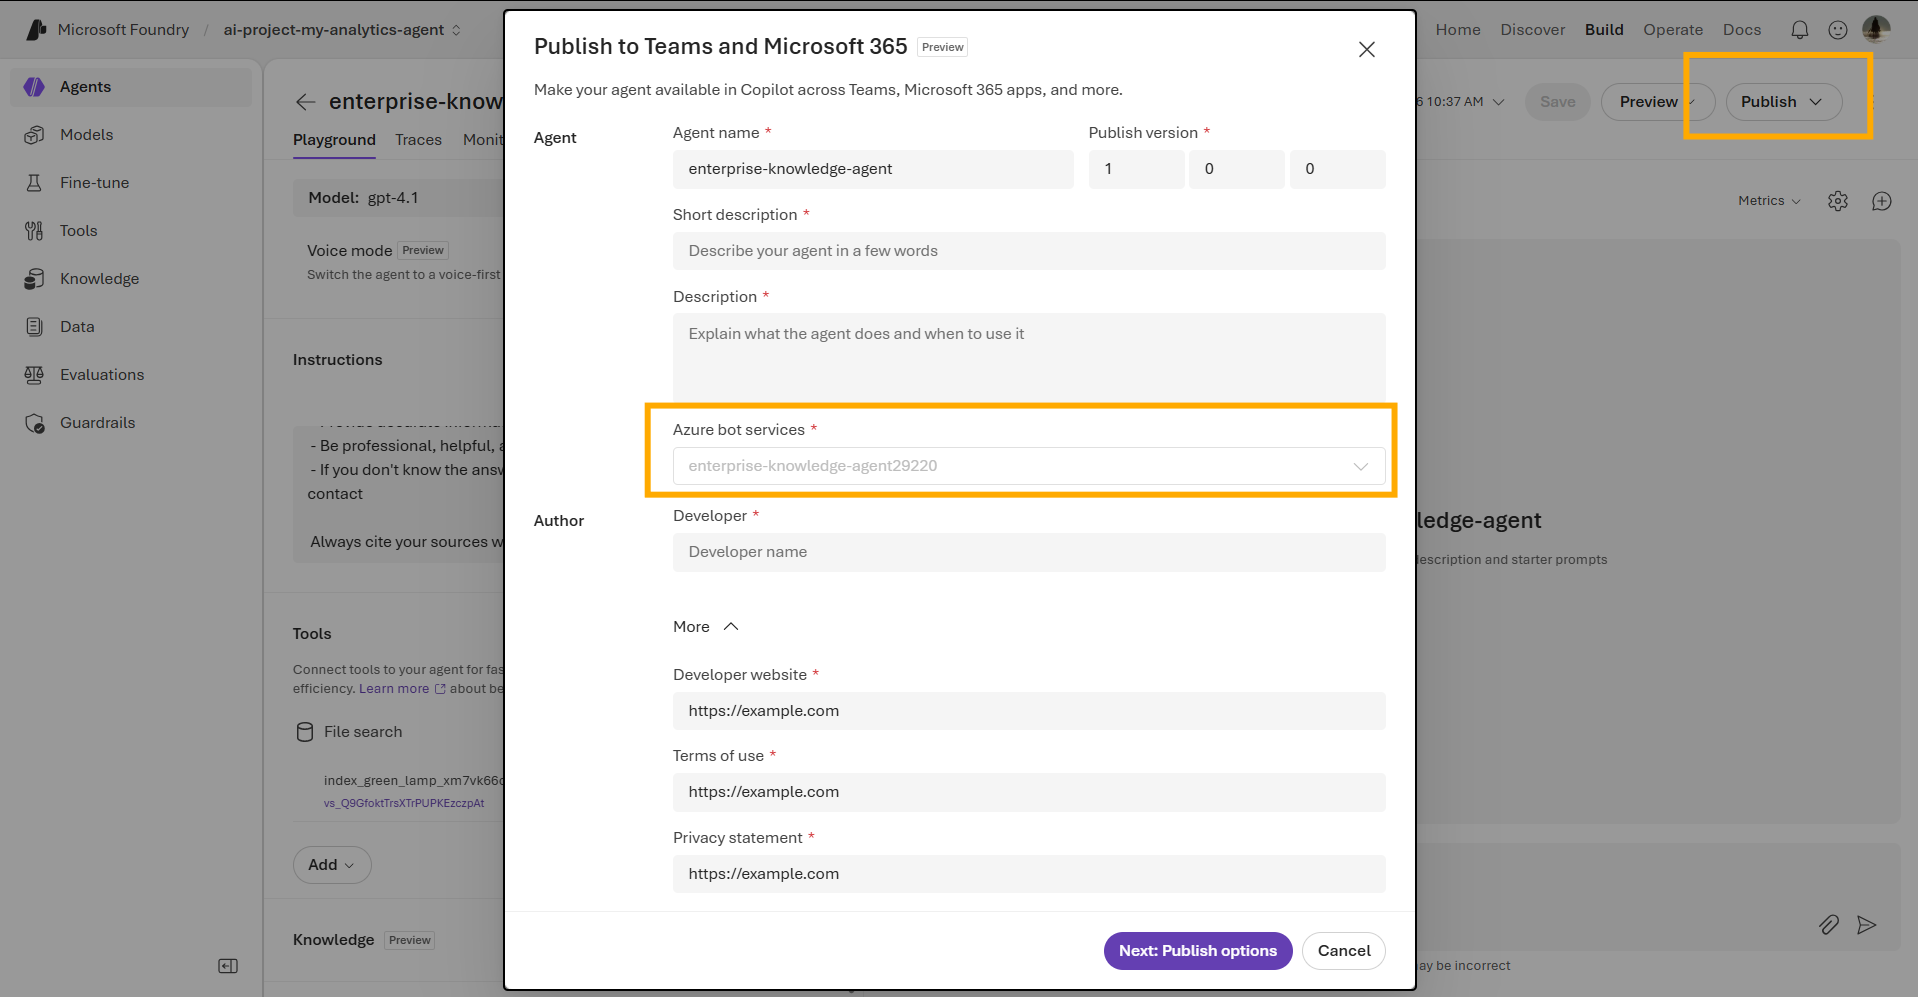 Microsoft Foundry / ai-project-my-analytics-agent
Home Discover Build Operate Docs
Agents
Models
Fine-tune
Tools
Knowledge
Data
Evaluations
Guardrails
enterprise-know
Playground Traces Monit
Model: gpt-4.1
Voice mode Preview
Switch the agent to a voice-first
Instructions
- Be professional, helpful, a
- If you don't know the answ
contact
Always cite your sources w
Tools
Connect tools to your agent for fas
efficiency. Learn more about be
File search
index_green_lamp_xm7vk66c
vs_Q9GfoktTrsXTrPUPKEzczpAt
Add
Knowledge Preview
Publish to Teams and Microsoft 365 Preview
Make your agent available in Copilot across Teams, Microsoft 365 apps, and more.
Agent
Agent name * Publish version *
enterprise-knowledge-agent 1 0 0
Short description *
Describe your agent in a few words
Description *
Explain what the agent does and when to use it
Azure bot services *
enterprise-knowledge-agent29220
Author
Developer *
Developer name
More
Developer website *
https://example.com
Terms of use *
https://example.com
Privacy statement *
https://example.com
Next: Publish options Cancel
6 10:37 AM Save Preview Publish
Metrics
ledge-agent
escription and starter prompts
ay be incorrect